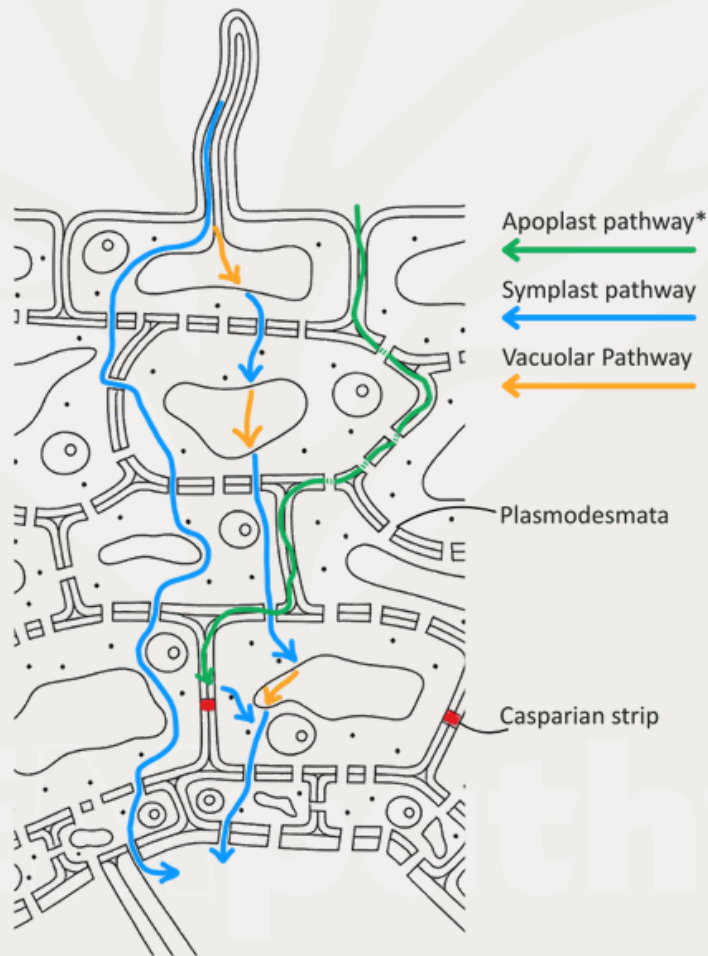 Apoplast pathway*
Symplast pathway
Vacuolar Pathway
Plasmodesmata
Casparian strip